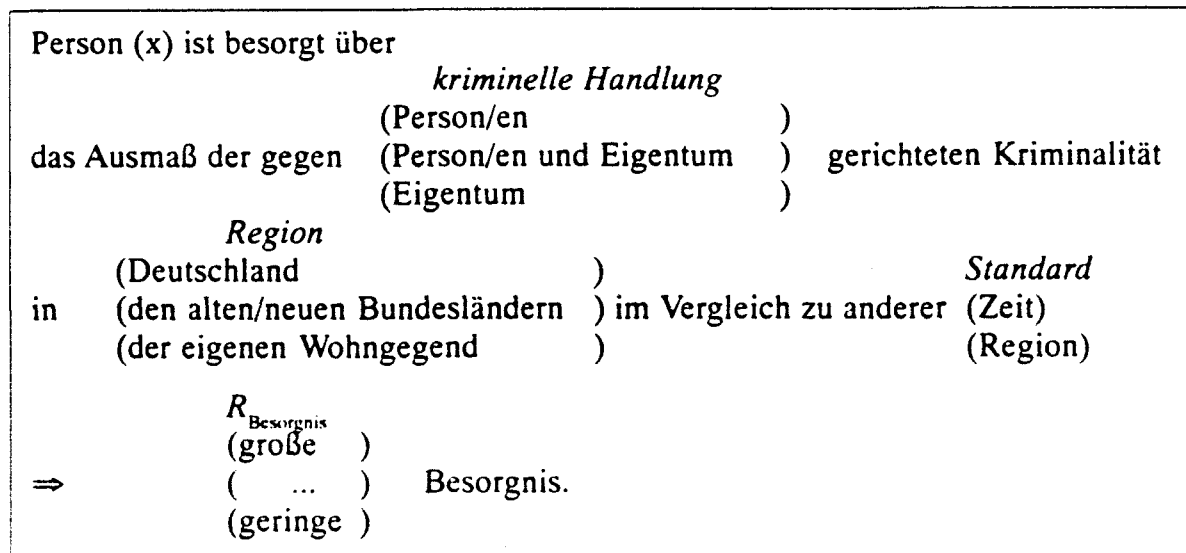 Person (x) ist besorgt über
kriminelle Handlung
(Person/en )
das Ausmaß der gegen (Person/en und Eigentum ) gerichteten Kriminalität
(Eigentum )
Region
(Deutschland ) Standard
in (den alten/neuen Bundesländern ) im Vergleich zu anderer (Zeit)
(der eigenen Wohngegend ) (Region)
R Besorgnis
(große )
⇒ ( ... ) Besorgnis.
(geringe )